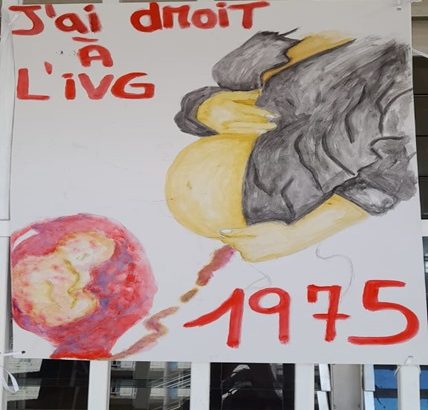 J'ai droiT
À
L'iVG
1975